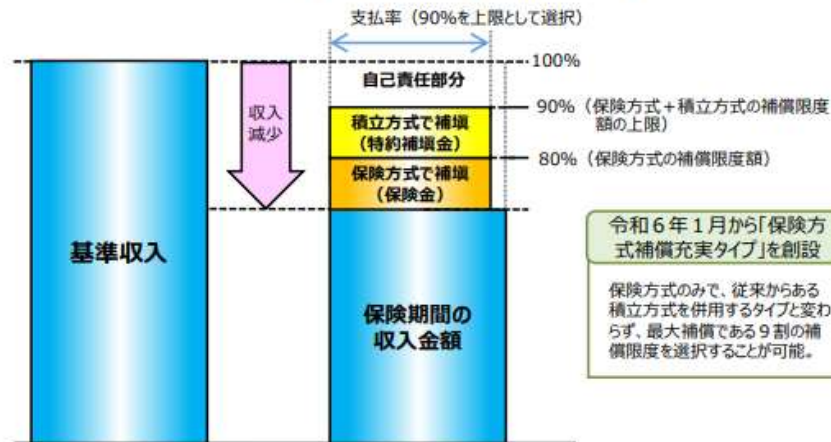 支払率（90%を上限として選択）
100%
自己責任部分
収入
減少
90%（保険方式＋積立方式の補償限度
額の上限）
積立方式で補塡
（特約補塡金）
80%（保険方式の補償限度額）
保険方式で補塡
（保険金）
基準収入
保険期間の
収入金額
令和６年１月から「保険方
式補償充実タイプ」を創設
保険方式のみで、従来からある
積立方式を併用するタイプと変わ
らず、最大補償である９割の補
償限度を選択することが可能。